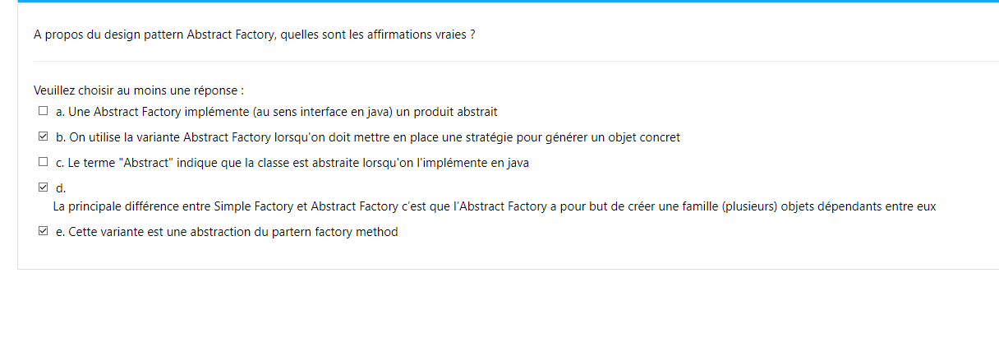 A propos du design pattern Abstract Factory, quelles sont les affirmations vraies ?
Veuillez choisir au moins une réponse :
a. Une Abstract Factory implémente (au sens interface en java) un produit abstrait
b. On utilise la variante Abstract Factory lorsqu'on doit mettre en place une stratégie pour générer un objet concret
c. Le terme "Abstract" indique que la classe est abstraite lorsqu'on l'implémente en java
d.
La principale différence entre Simple Factory et Abstract Factory c'est que l'Abstract Factory a pour but de créer une famille (plusieurs) objets dépendants entre eux
e. Cette variante est une abstraction du partern factory method